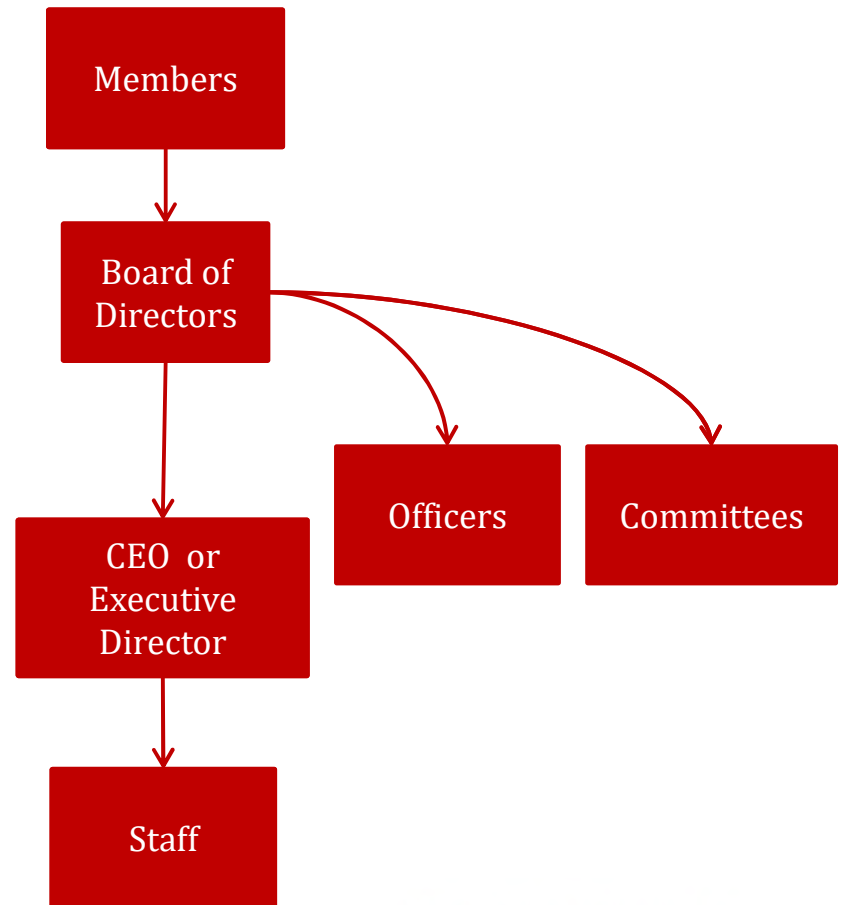 Members
Board of
Directors
Officers
Committees
CEO  or
Executive
Director
Staff